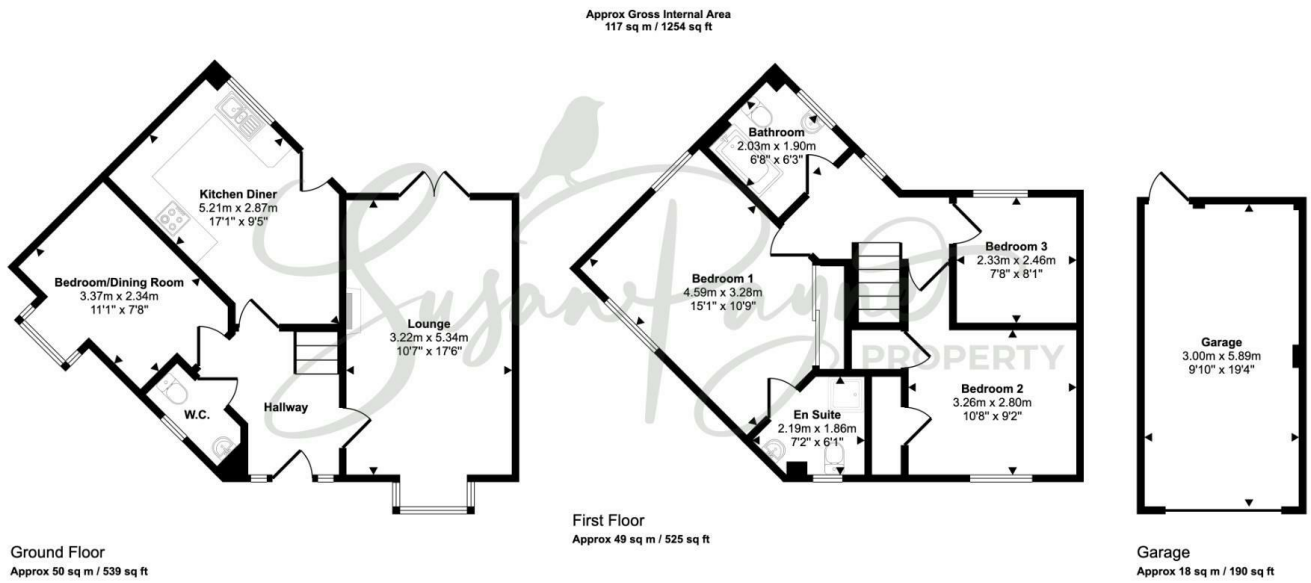 Approx Gross Internal Area
117 sq m / 1254 sq ft
Kitchen Diner
5.21m x 2.87m
17'1" x 9'5"
Bedroom/Dining Room
3.37m x 2.34m
11'1" x 7'8"
Lounge
3.22m x 5.34m
10'7" x 17'6"
W.C.
Hallway
Ground Floor
Approx 50 sq m / 539 sq ft
Bathroom
2.03m x 1.90m
6'8" x 6'3"
Bedroom 1
4.59m x 3.28m
15'1" x 10'9"
Bedroom 3
2.33m x 2.46m
7'8" x 8'1"
Bedroom 2
3.26m x 2.80m
10'8" x 9'2"
En Suite
2.19m x 1.86m
7'2" x 6'1"
First Floor
Approx 49 sq m / 525 sq ft
Garage
3.00m x 5.89m
9'10" x 19'4"
Garage
Approx 18 sq m / 190 sq ft
Susan Payne
PROPERTY